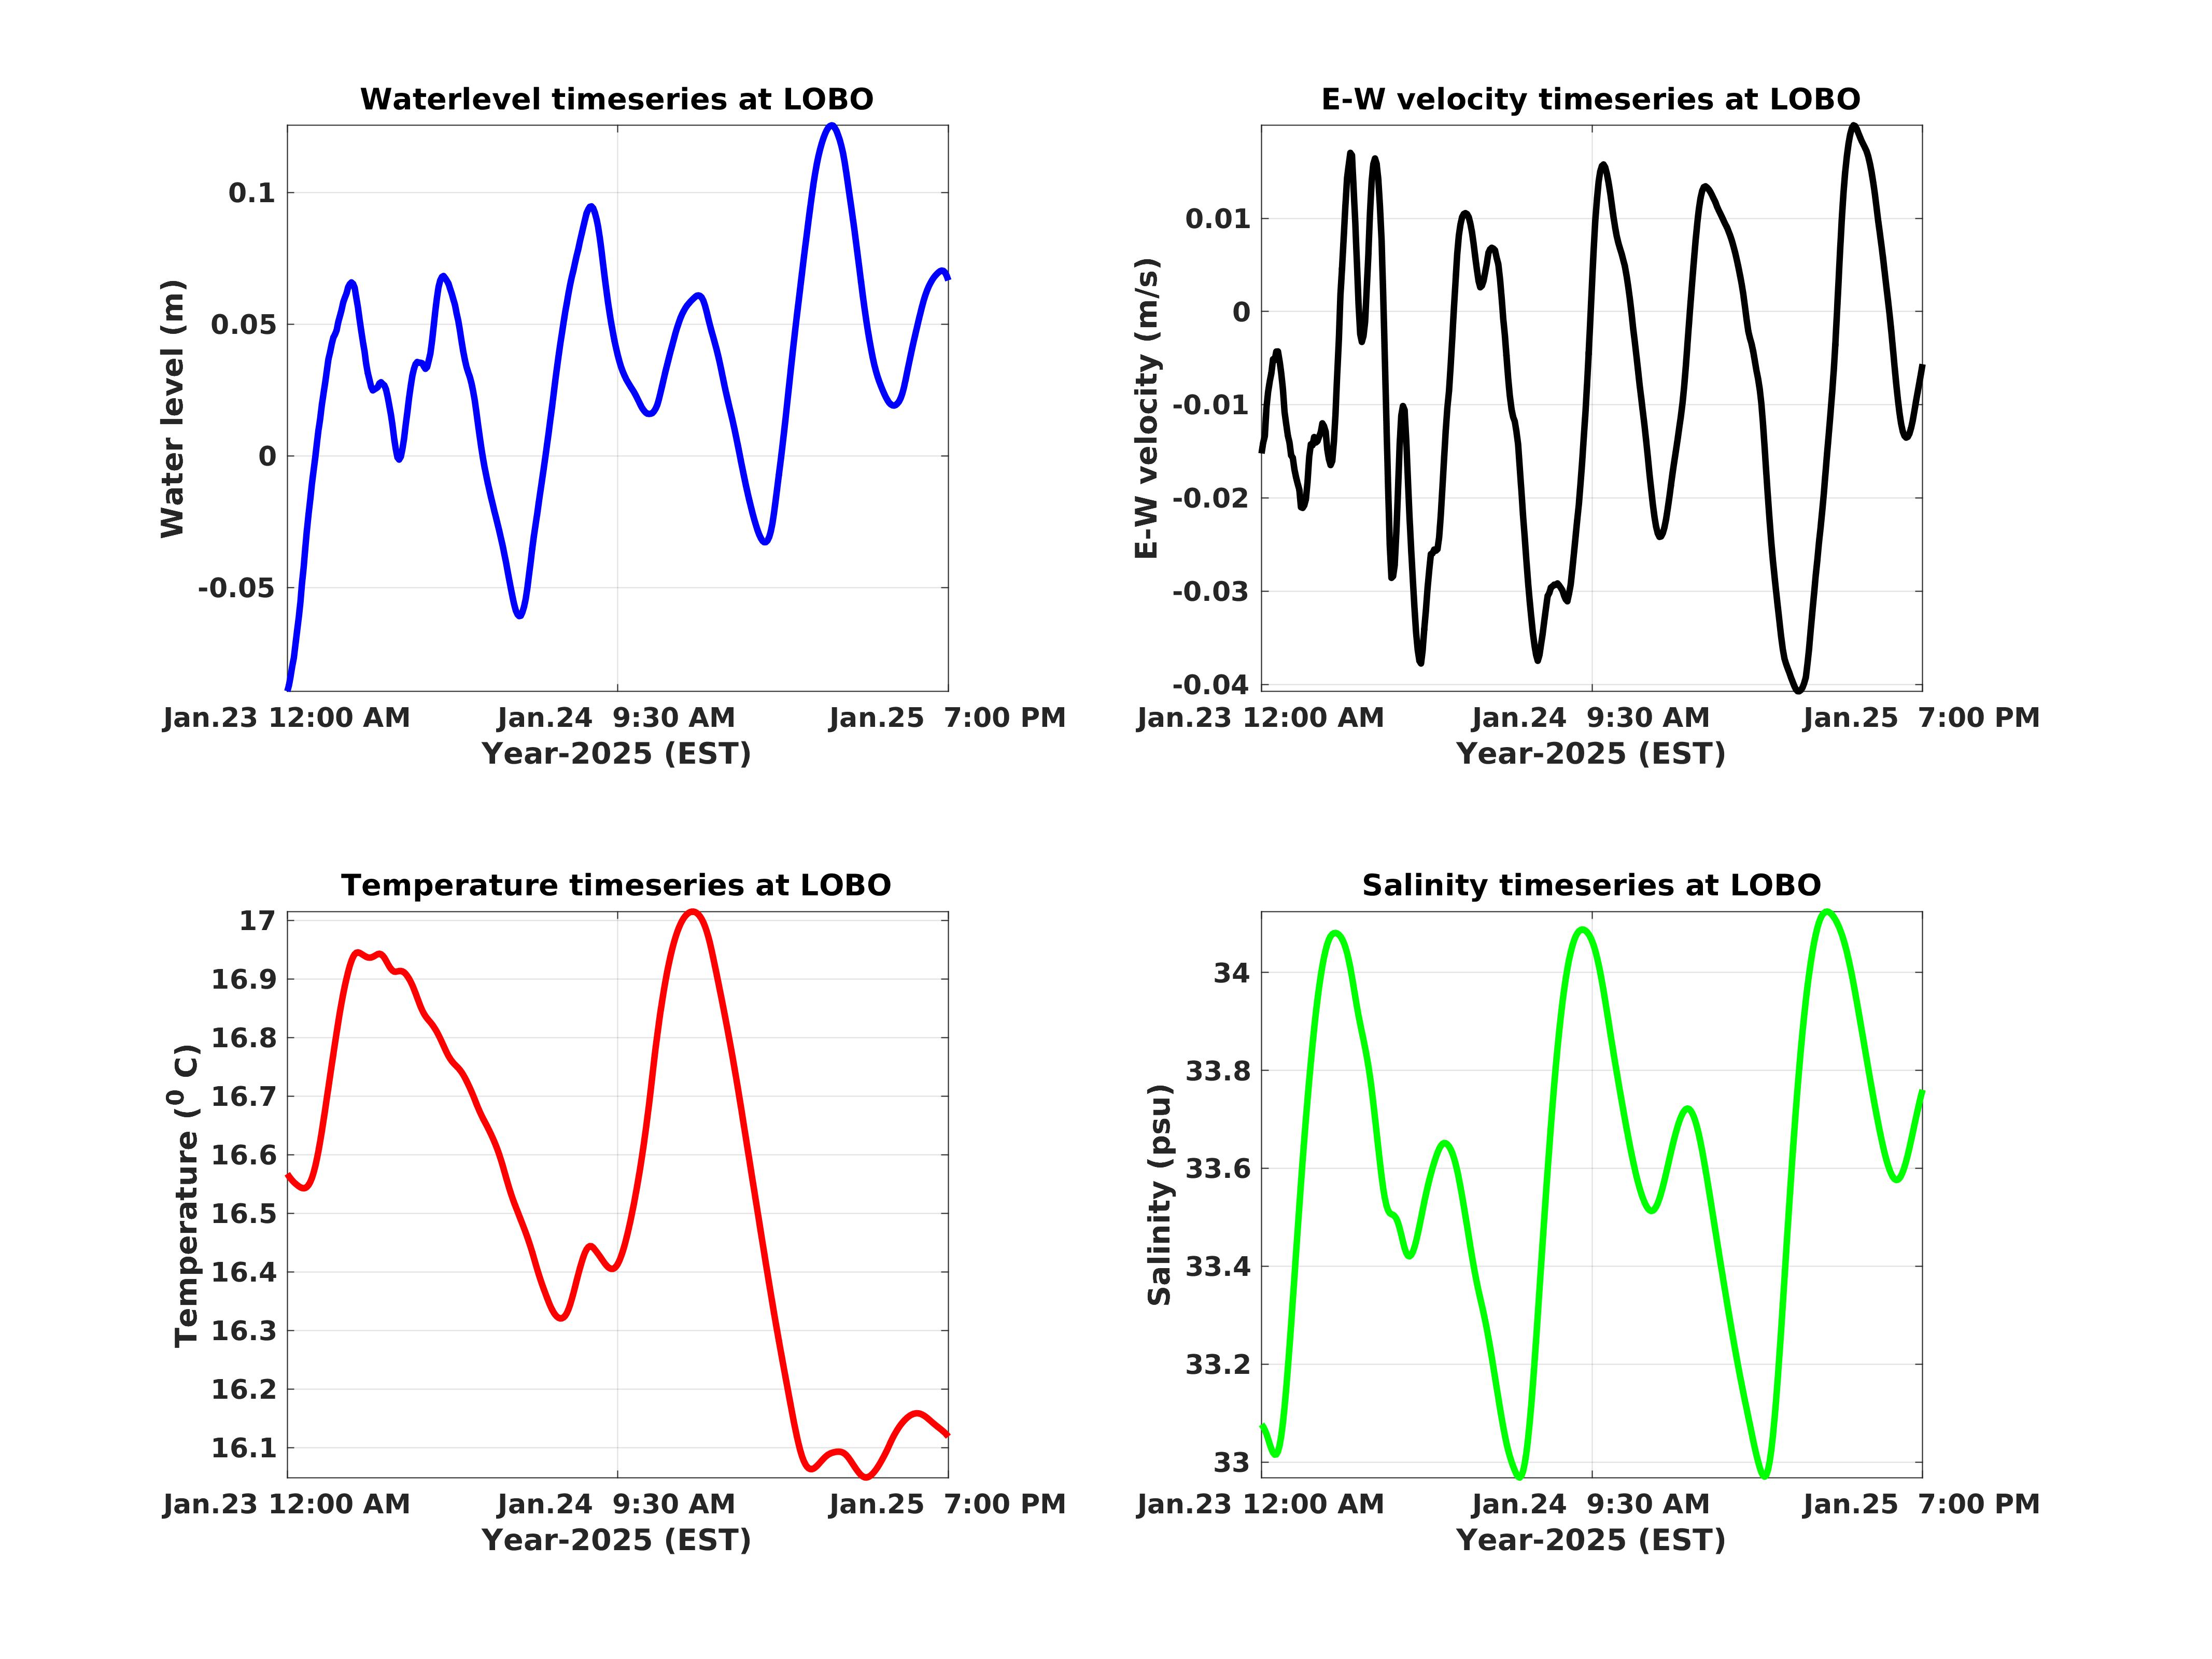 Waterlevel timeseries at LOBO
0.1
0.05
0
-0.05
Water level (m)
Jan.23 12:00 AM
Jan.24  9:30 AM
Jan.25  7:00 PM
Year-2025 (EST)
E-W velocity timeseries at LOBO
0.01
0
-0.01
-0.02
-0.03
-0.04
E-W velocity (m/s)
Jan.23 12:00 AM
Jan.24  9:30 AM
Jan.25  7:00 PM
Year-2025 (EST)
Temperature timeseries at LOBO
17
16.9
16.8
16.7
16.6
16.5
16.4
16.3
16.2
16.1
Temperature (⁰ C)
Jan.23 12:00 AM
Jan.24  9:30 AM
Jan.25  7:00 PM
Year-2025 (EST)
Salinity timeseries at LOBO
34
33.8
33.6
33.4
33.2
33
Salinity (psu)
Jan.23 12:00 AM
Jan.24  9:30 AM
Jan.25  7:00 PM
Year-2025 (EST)